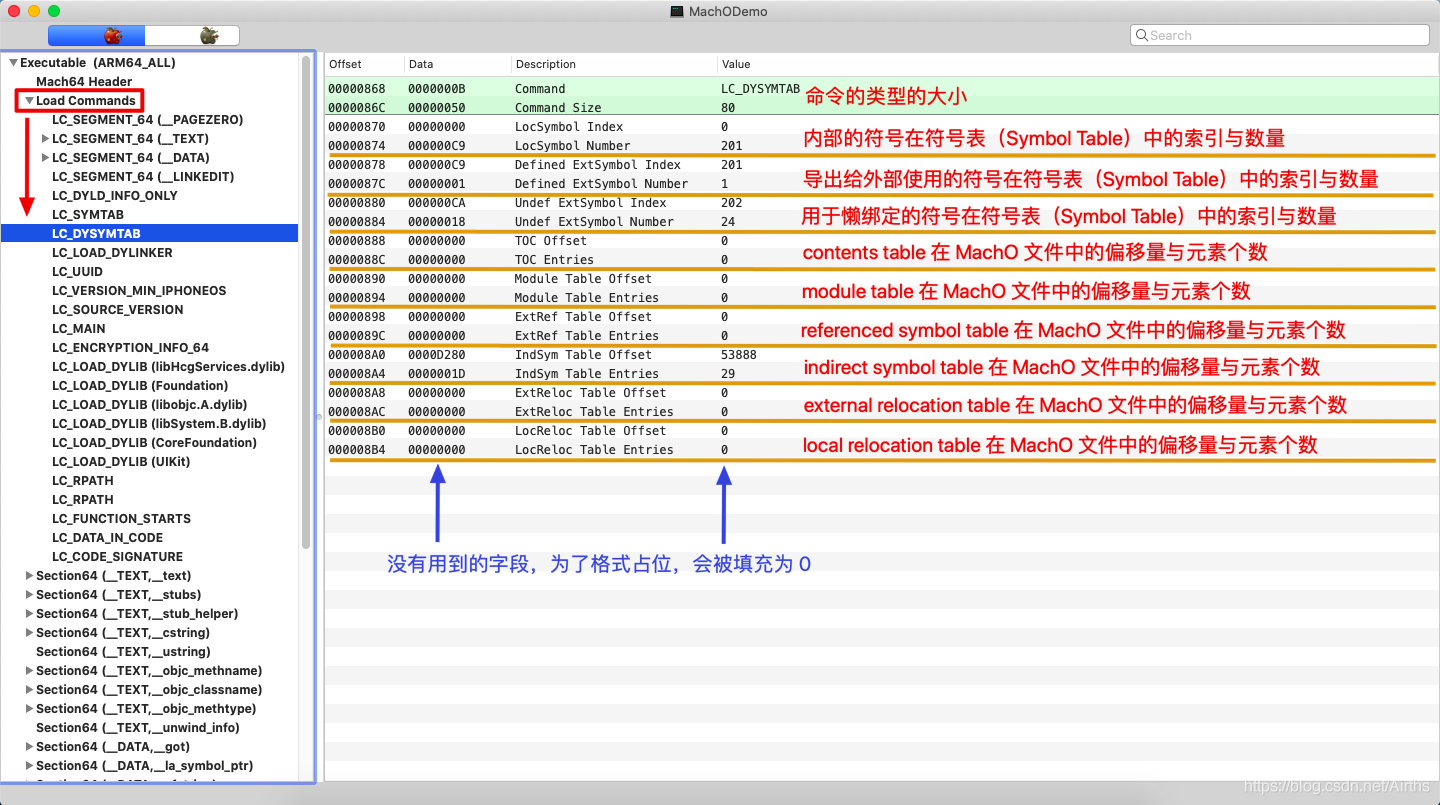 MachODemo
Search
Executable (ARM64_ALL)
Mach64 Header
Load Commands
LC_SEGMENT_64 (__PAGEZERO)
LC_SEGMENT_64 (__TEXT)
LC_SEGMENT_64 (__DATA)
LC_SEGMENT_64 (__LINKEDIT)
LC_DYLD_INFO_ONLY
LC_SYMTAB
LC_DYSYMTAB
LC_LOAD_DYLINKER
LC_UUID
LC_VERSION_MIN_IPHONEOS
LC_SOURCE_VERSION
LC_MAIN
LC_ENCRYPTION_INFO_64
LC_LOAD_DYLIB (libHcgServices.dylib)
LC_LOAD_DYLIB (Foundation)
LC_LOAD_DYLIB (libobjc.A.dylib)
LC_LOAD_DYLIB (libSystem.B.dylib)
LC_LOAD_DYLIB (CoreFoundation)
LC_LOAD_DYLIB (UIKit)
LC_RPATH
LC_RPATH
LC_FUNCTION_STARTS
LC_DATA_IN_CODE
LC_CODE_SIGNATURE
Section64 (__TEXT,__text)
Section64 (__TEXT,__stubs)
Section64 (__TEXT,__stub_helper)
Section64 (__TEXT,__cstring)
Section64 (__TEXT,__ustring)
Section64 (__TEXT,__objc_methname)
Section64 (__TEXT,__objc_classname)
Section64 (__TEXT,__objc_methtype)
Section64 (__TEXT,__unwind_info)
Section64 (__DATA,__got)
Section64 (__DATA,__la_symbol_ptr)
Offset Data Description Value
00000868 0000000B Command LC_DYSYMTAB
0000086C 00000050 Command Size 80
命令的类型的大小
00000870 00000000 LocSymbol Index 0
00000874 000000C9 LocSymbol Number 201
内部的符号在符号表（Symbol Table）中的索引与数量
00000878 000000C9 Defined ExtSymbol Index 201
0000087C 00000001 Defined ExtSymbol Number 1
导出给外部使用的符号在符号表（Symbol Table）中的索引与数量
00000880 000000CA Undef ExtSymbol Index 202
00000884 00000018 Undef ExtSymbol Number 24
用于懒绑定的符号在符号表（Symbol Table）中的索引与数量
00000888 00000000 TOC Offset 0
0000088C 00000000 TOC Entries 0
contents table 在 MachO 文件中的偏移量与元素个数
00000890 00000000 Module Table Offset 0
00000894 00000000 Module Table Entries 0
module table 在 MachO 文件中的偏移量与元素个数
00000898 00000000 ExtRef Table Offset 0
0000089C 00000000 ExtRef Table Entries 0
referenced symbol table 在 MachO 文件中的偏移量与元素个数
000008A0 0000D280 IndSym Table Offset 53888
000008A4 0000001D IndSym Table Entries 29
indirect symbol table 在 MachO 文件中的偏移量与元素个数
000008A8 00000000 ExtReloc Table Offset 0
000008AC 00000000 ExtReloc Table Entries 0
external relocation table 在 MachO 文件中的偏移量与元素个数
000008B0 00000000 LocReloc Table Offset 0
000008B4 00000000 LocReloc Table Entries 0
local relocation table 在 MachO 文件中的偏移量与元素个数
没有用到的字段，为了格式占位，会被填充为 0
https://blog.csdn.net/Airths